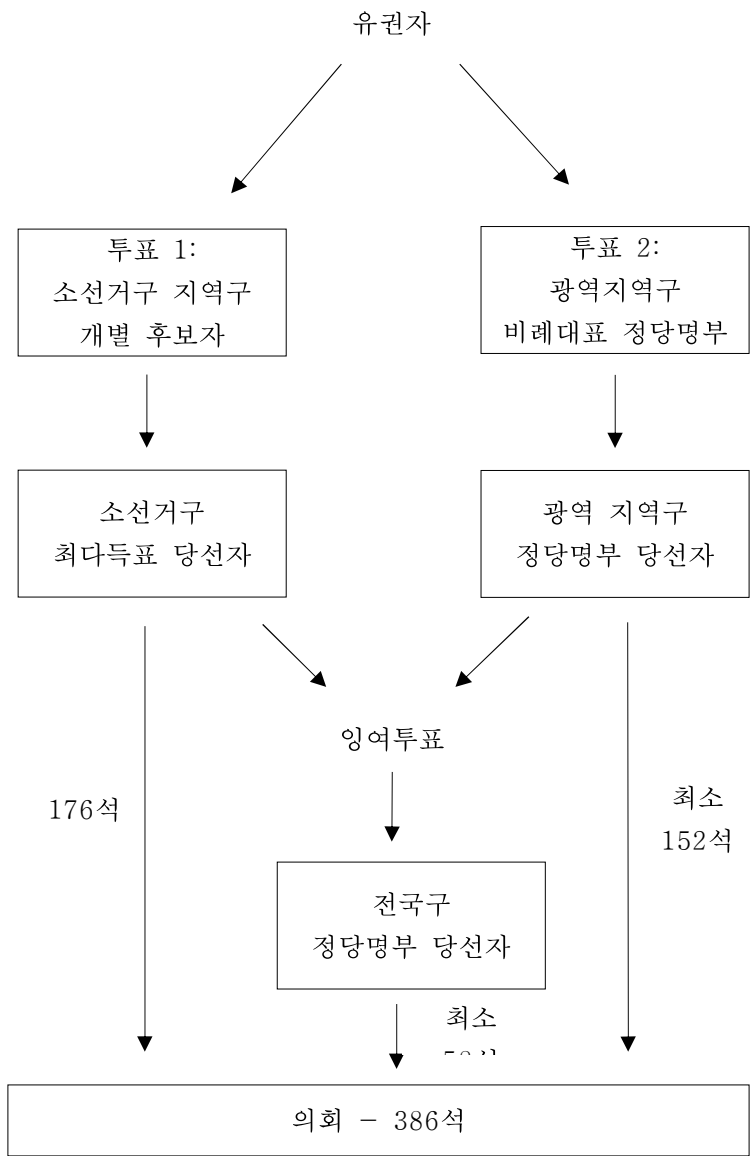 유권자
투표 1:
소선거구 지역구
개별 후보자
투표 2:
광역지역구
비례대표 정당명부
소선거구
최다득표 당선자
광역 지역구
정당명부 당선자
잉여투표
176석
최소
152석
전국구
정당명부 당선자
최소
의회 - 386석